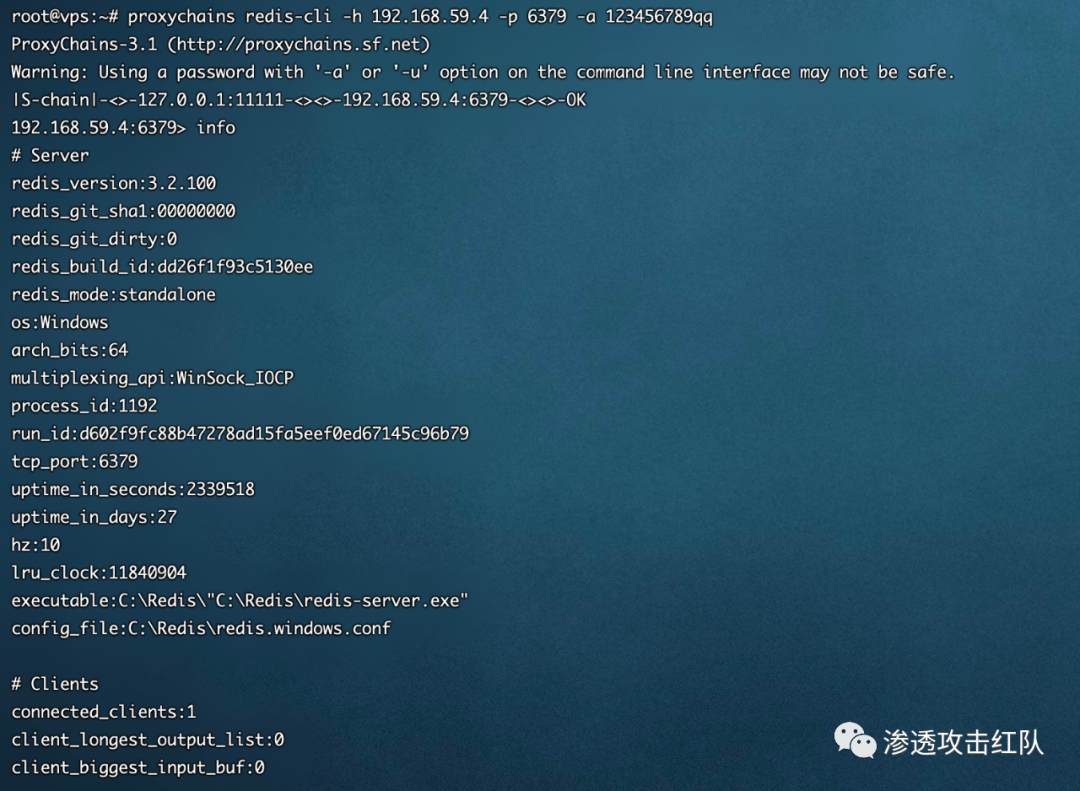 root@vps:~# proxychains redis-cli -h 192.168.59.4 -p 6379 -a 123456789qq
ProxyChains-3.1 (http://proxychains.sf.net)
Warning: Using a password with '-a' or '-u' option on the command line interface may not be safe.
|S-chain|-<>-127.0.0.1:11111-<><>-192.168.59.4:6379-<><>-OK
192.168.59.4:6379> info
# Server
redis_version:3.2.100
redis_git_sha1:00000000
redis_git_dirty:0
redis_build_id:dd26f1f93c5130ee
redis_mode:standalone
os:Windows
arch_bits:64
multiplexing_api:WinSock_IOCP
process_id:1192
run_id:d602f9fc88b47278ad15fa5eef0ed67145c96b79
tcp_port:6379
uptime_in_seconds:2339518
uptime_in_days:27
hz:10
lru_clock:11840904
executable:C:\Redis\"C:\Redis\redis-server.exe"
config_file:C:\Redis\redis.windows.conf
# Clients
connected_clients:1
client_longest_output_list:0
client_biggest_input_buf:0
渗透攻击红队